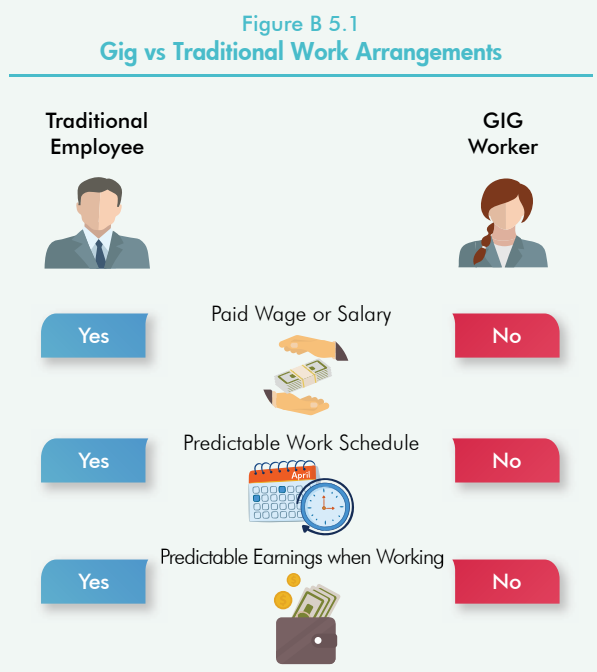 Figure B 5.1
Gig vs Traditional Work Arrangements
Traditional
Employee
GIG
Worker
Paid Wage or Salary
Yes
No
Predictable Work Schedule
Yes
No
April
Predictable Earnings when Working
Yes
No